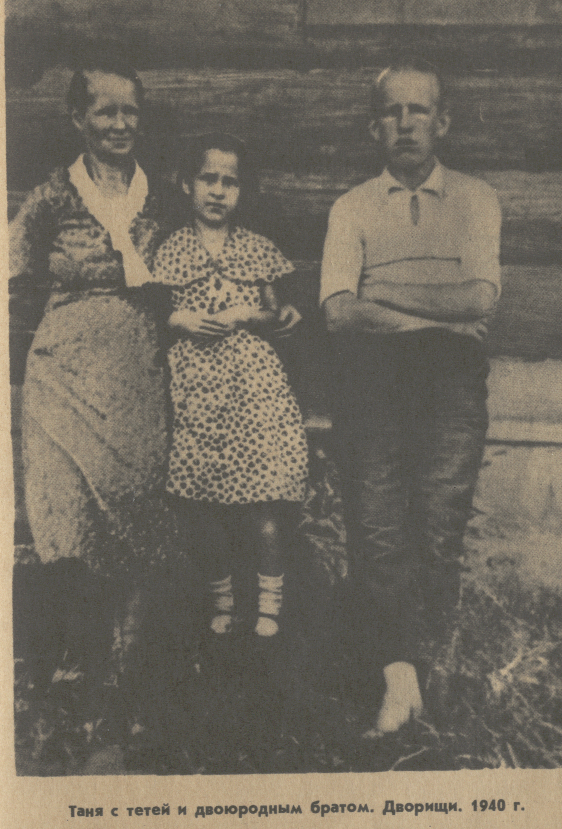 Таня с тетей и двоюродным братом. Дворищи. 1940 г.